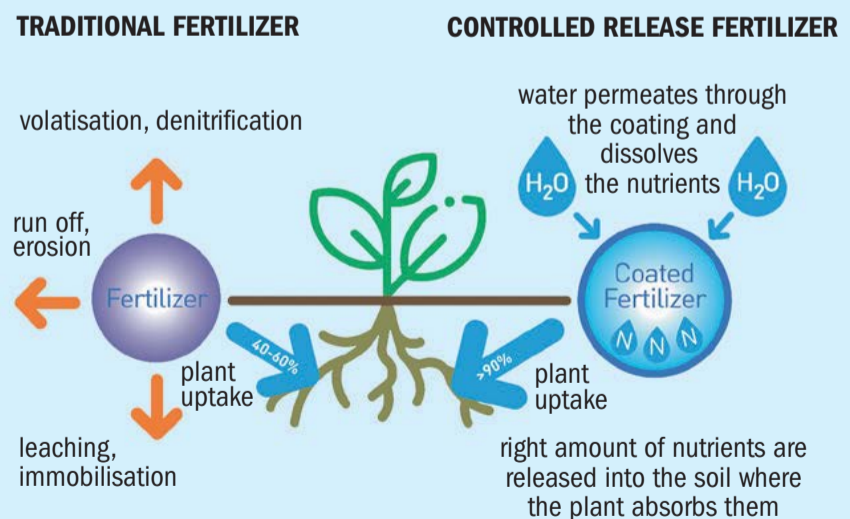 TRADITIONAL FERTILIZER
volatisation, denitrification
run off,
erosion
Fertilizer
40-60%
plant
uptake
leaching,
immobilisation
CONTROLLED RELEASE FERTILIZER
water permeates through
the coating and
dissolves
the nutrients
H₂O
H₂O
Coated
Fertilizer
N N N
>90%
plant
uptake
right amount of nutrients are
released into the soil where
the plant absorbs them